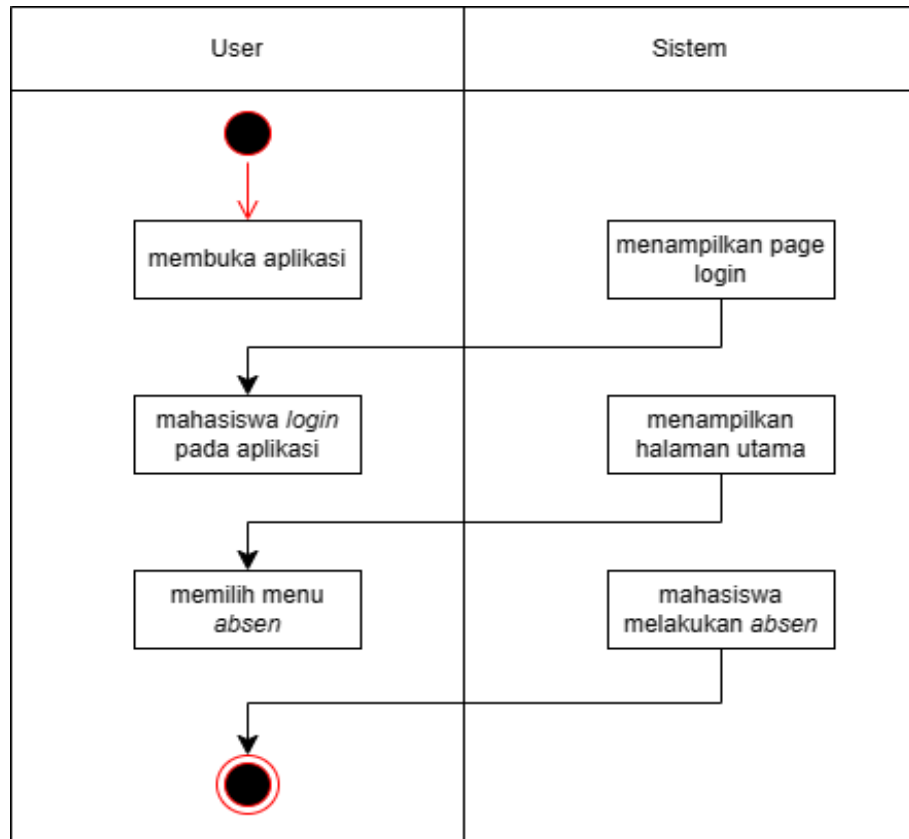 User
Sistem
membuka aplikasi
menampilkan page
login
mahasiswa login
pada aplikasi
menampilkan
halaman utama
memilih menu
absen
mahasiswa
melakukan absen